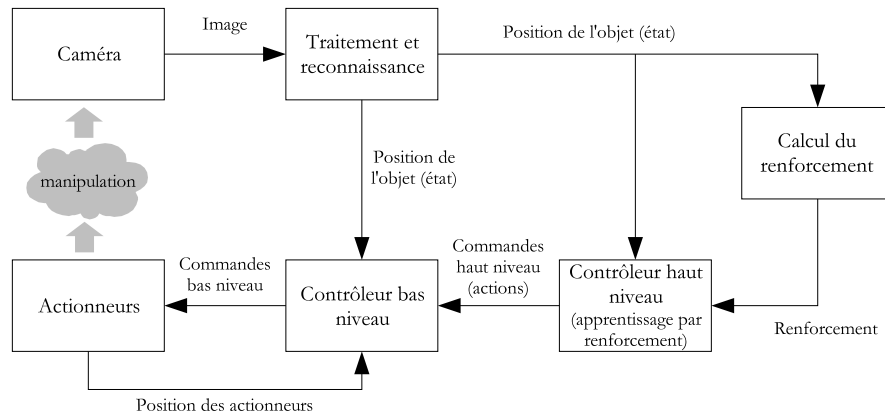 Image
Position de l'objet (état)
Caméra
Traitement et
reconnaissance
Calcul du
renforcement
Position de
l'objet (état)
manipulation
Commandes
bas niveau
Commandes
haut niveau
(actions)
Actionneurs
Contrôleur bas
niveau
Contrôleur haut
niveau
(apprentissage par
renforcement)
Renforcement
Position des actionneurs